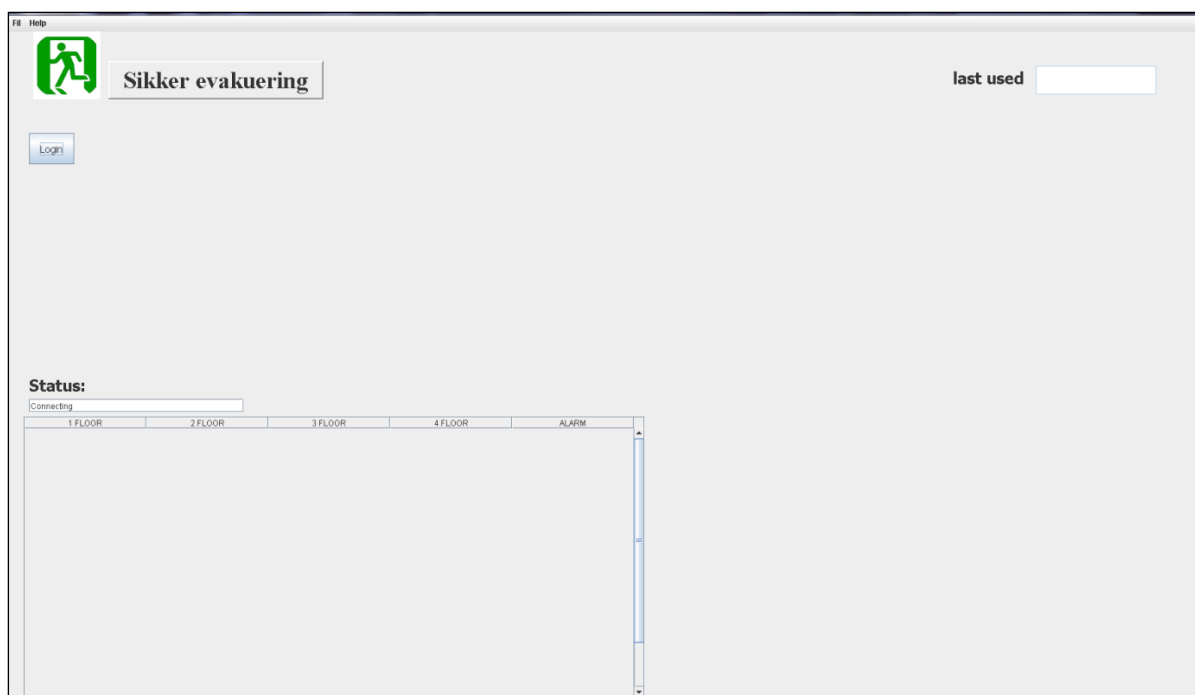 Fil Help
Sikker evakuering
last used
Login
Status:
Connecting
1 FLOOR 2 FLOOR 3 FLOOR 4 FLOOR ALARM